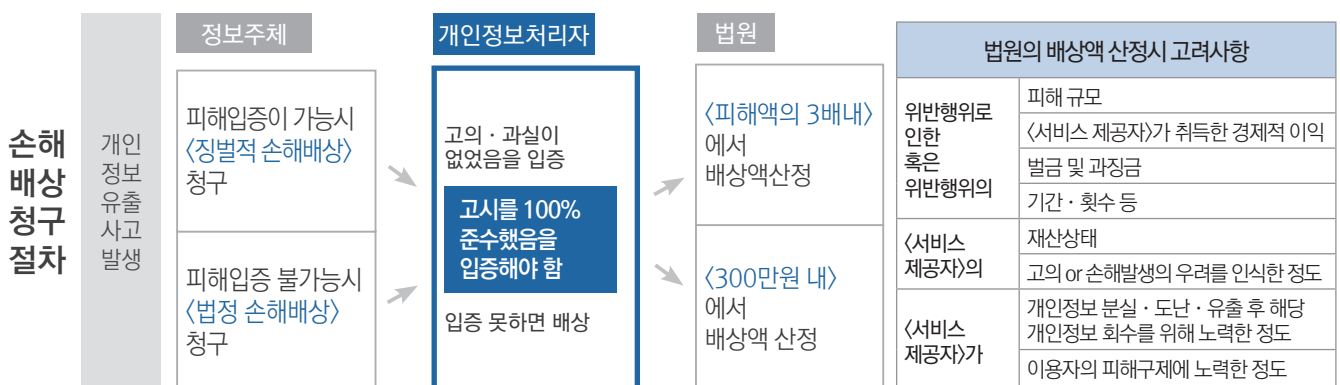 손해
배상
청구
절차
개인
정보
유출
사고
발생
정보주체
피해입증이 가능시
〈징벌적 손해배상〉
청구
피해입증 불가능시
〈법정 손해배상〉
청구
개인정보처리자
고의 · 과실이
없었음을 입증
고시를 100%
준수했음을
입증해야 함
입증 못하면 배상
법원
〈피해액의 3배내〉
에서
배상액산정
〈300만원 내〉
에서
배상액 산정
법원의 배상액 산정시 고려사항
위반행위로
인한
혹은
위반행위의
피해 규모
〈서비스 제공자〉가 취득한 경제적 이익
벌금 및 과징금
기간 · 횟수 등
〈서비스
제공자〉의
재산상태
고의 or 손해발생의 우려를 인식한 정도
〈서비스
제공자〉가
개인정보 분실 · 도난 · 유출 후 해당
개인정보 회수를 위해 노력한 정도
이용자의 피해구제에 노력한 정도